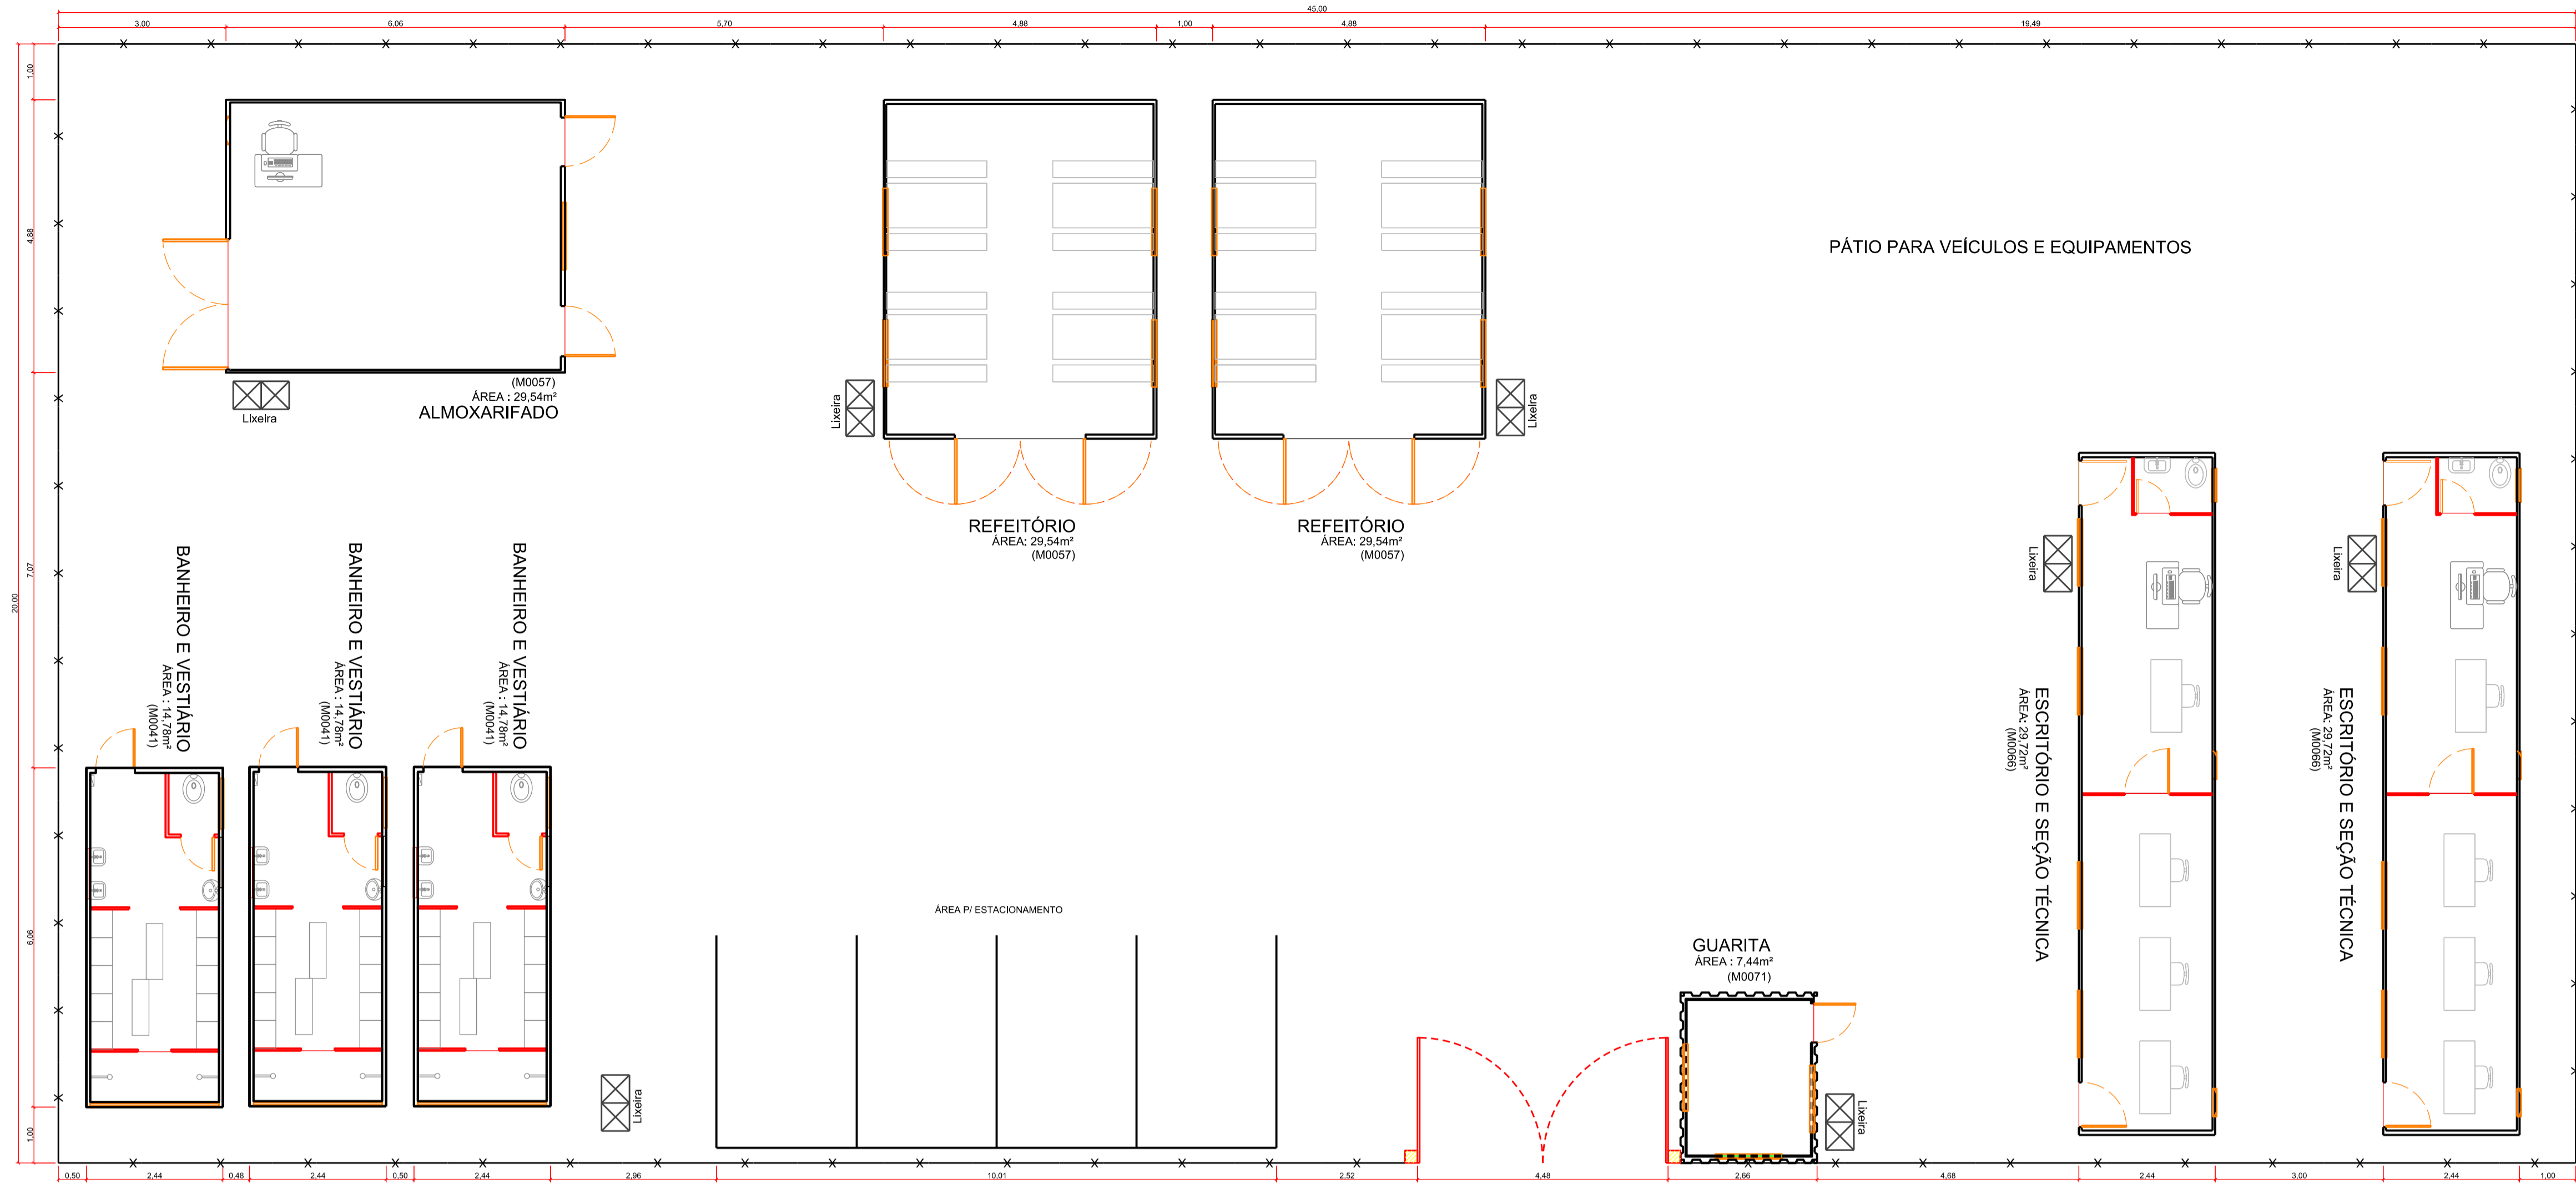 45,00
3,00
6,06
5,70
4,88
1,00
4,88
19,49
20,00
1,00
4,88
7,07
6,06
1,00
(M0057)
ÁREA : 29,54m²
ALMOXARIFADO
Lixeira
Lixeira
Lixeira
REFEITÓRIO
ÁREA: 29,54m²
(M0057)
REFEITÓRIO
ÁREA: 29,54m²
(M0057)
PÁTIO PARA VEÍCULOS E EQUIPAMENTOS
BANHEIRO E VESTIÁRIO
ÁREA : 14,78m²
(M0041)
BANHEIRO E VESTIÁRIO
ÁREA : 14,78m²
(M0041)
BANHEIRO E VESTIÁRIO
ÁREA : 14,78m²
(M0041)
Lixeira
ÁREA P/ ESTACIONAMENTO
GUARITA
ÁREA : 7,44m²
(M0071)
Lixeira
Lixeira
ESCRITÓRIO E SEÇÃO TÉCNICA
ÁREA: 29,72m²
(M0066)
Lixeira
ESCRITÓRIO E SEÇÃO TÉCNICA
ÁREA: 29,72m²
(M0066)
0,50
2,44
0,48
2,44
0,50
2,44
2,96
10,01
2,52
4,48
2,66
4,68
2,44
3,00
2,44
1,00